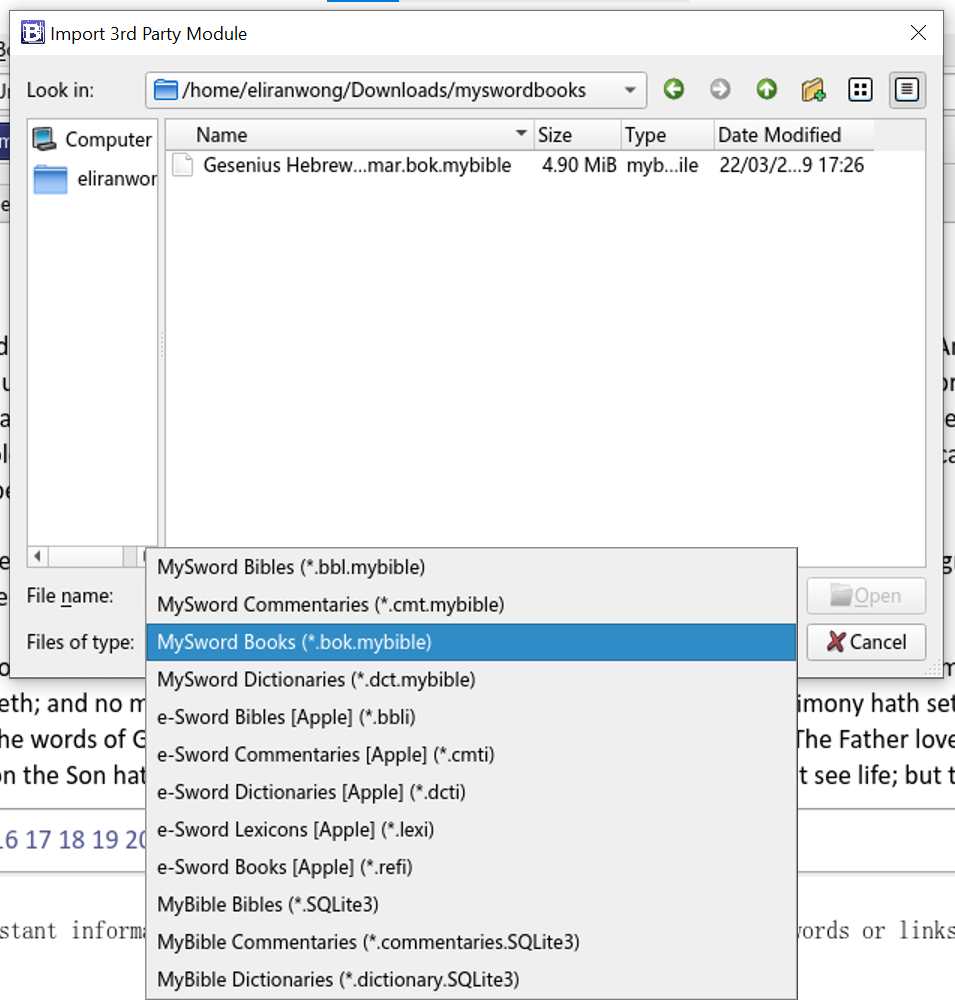 Import 3rd Party Module
Look in: /home/eliranwong/Downloads/myswordbooks
Computer
eliranwor
Name Size Type Date Modified
Gesenius Hebrew...mar.bok.mybible 4.90 MiB myb...ile 22/03/2...9 17:26
File name: Open
Files of type: Cancel
MySword Bibles (*.bbl.mybible)
MySword Commentaries (*.cmt.mybible)
MySword Books (*.bok.mybible)
MySword Dictionaries (*.dct.mybible)
e-Sword Bibles [Apple] (*.bbli)
e-Sword Commentaries [Apple] (*.cmti)
e-Sword Dictionaries [Apple] (*.dcti)
e-Sword Lexicons [Apple] (*.lexi)
e-Sword Books [Apple] (*.refi)
MyBible Bibles (*.SQLite3)
MyBible Commentaries (*.commentaries.SQLite3)
MyBible Dictionaries (*.dictionary.SQLite3)
eth; and no m imony hath set
he words of G The Father love
on the Son hat t see life; but t
16 17 18 19 20
stant informa words or links